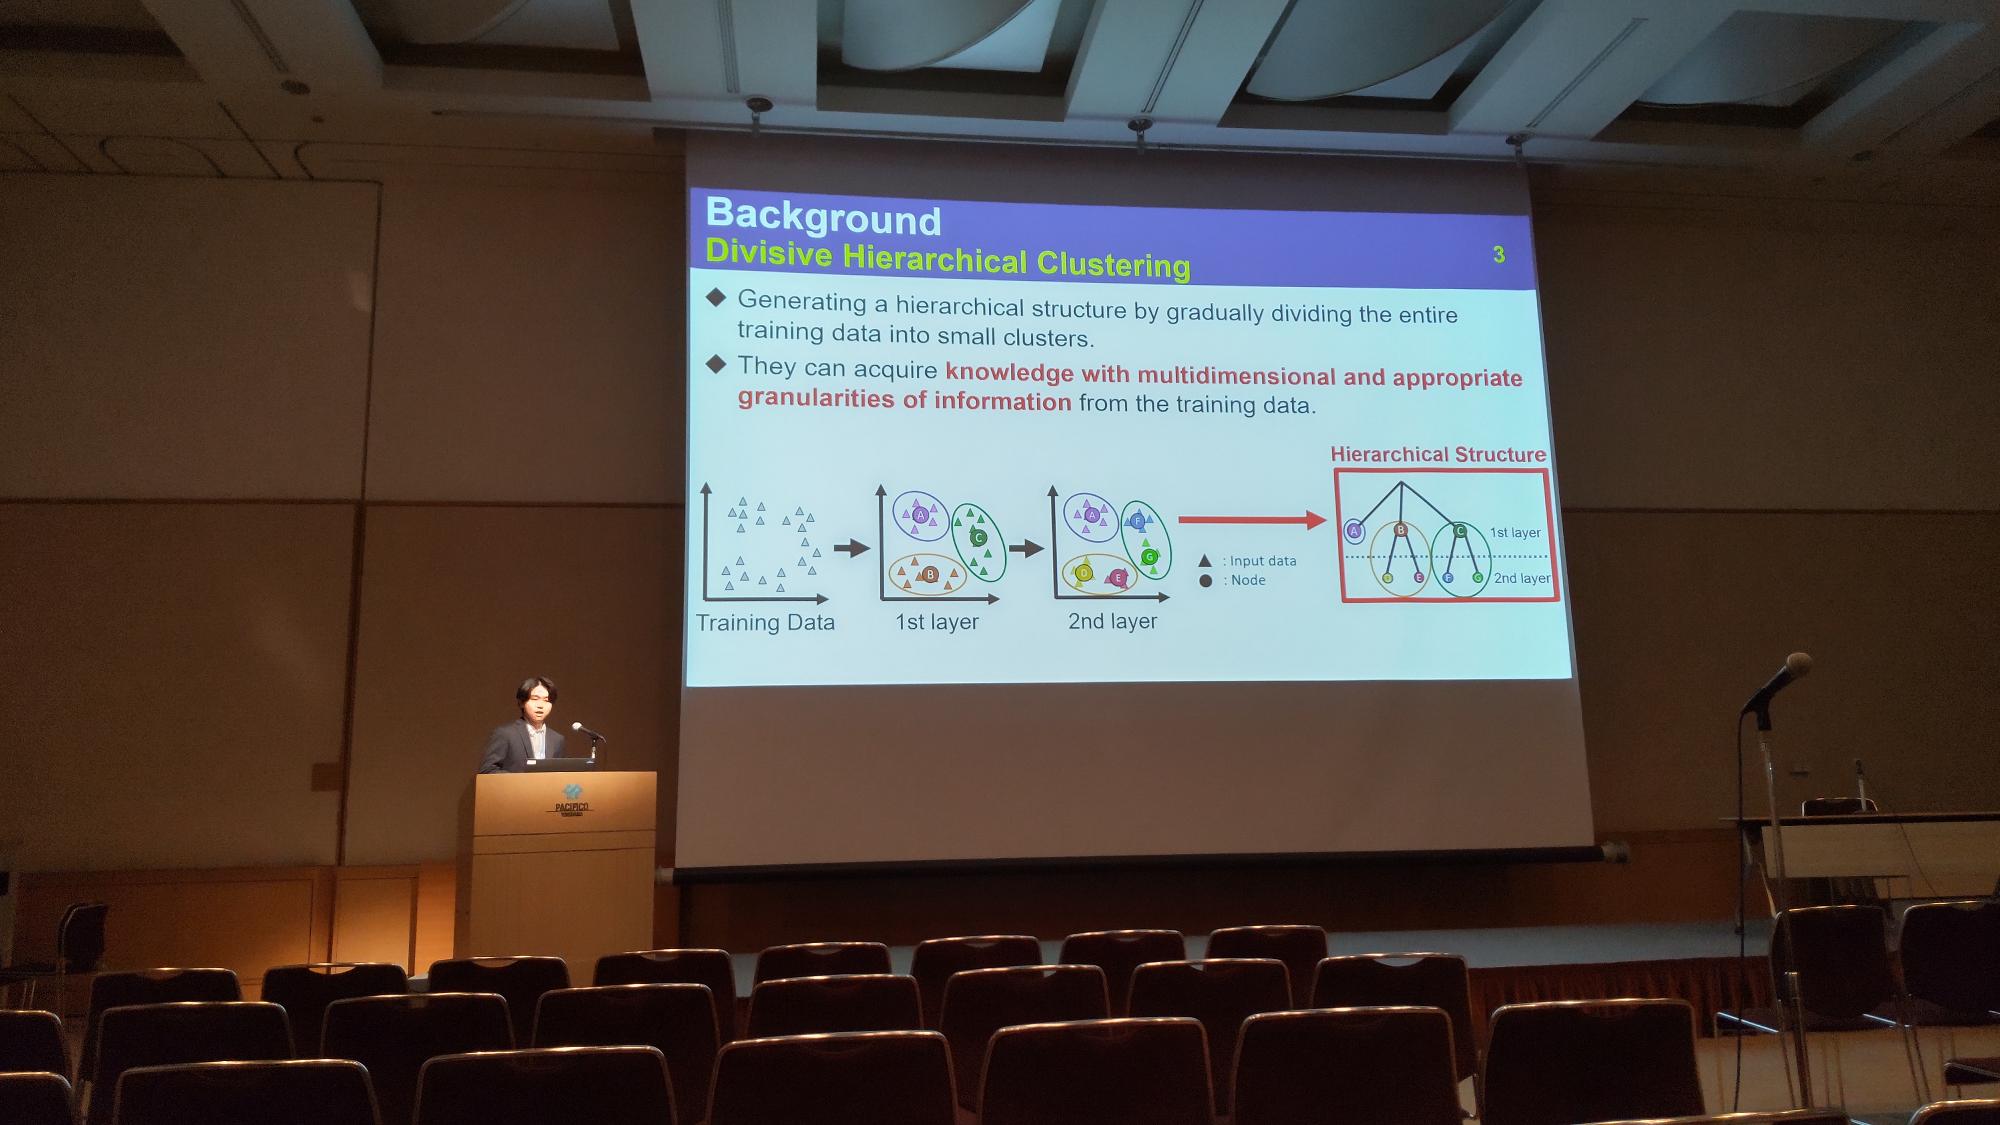 Background
Divisive Hierarchical Clustering
3
◆ Generating a hierarchical structure by gradually dividing the entire
training data into small clusters.
◆ They can acquire knowledge with multidimensional and appropriate
granularities of information from the training data.
Hierarchical Structure
A
C
B
A
F
G
D
E
A
B
C
1st layer
D
E
F
G
2nd layer
▲ : Input data
● : Node
Training Data
1st layer
2nd layer
PACIFICO
YOKOHAMA